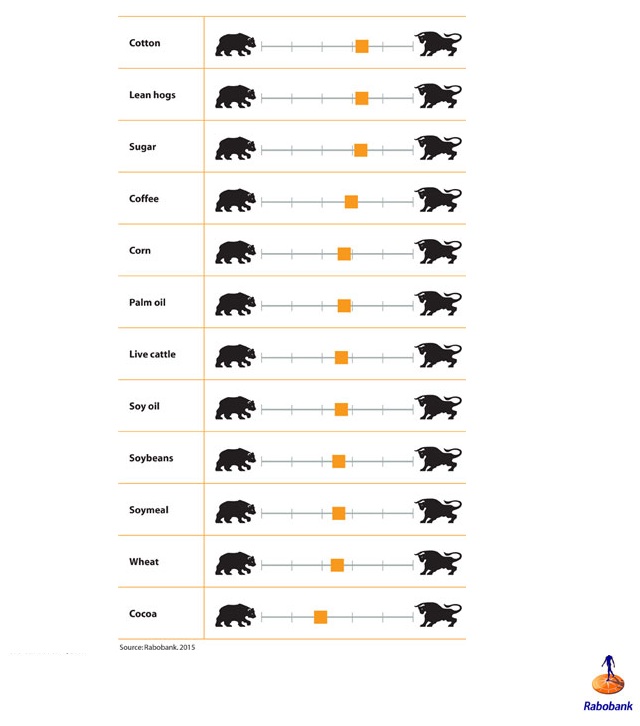 Cotton
Lean hogs
Sugar
Coffee
Corn
Palm oil
Live cattle
Soy oil
Soybeans
Soymeal
Wheat
Cocoa
Source: Rabobank, 2015
Rabobank